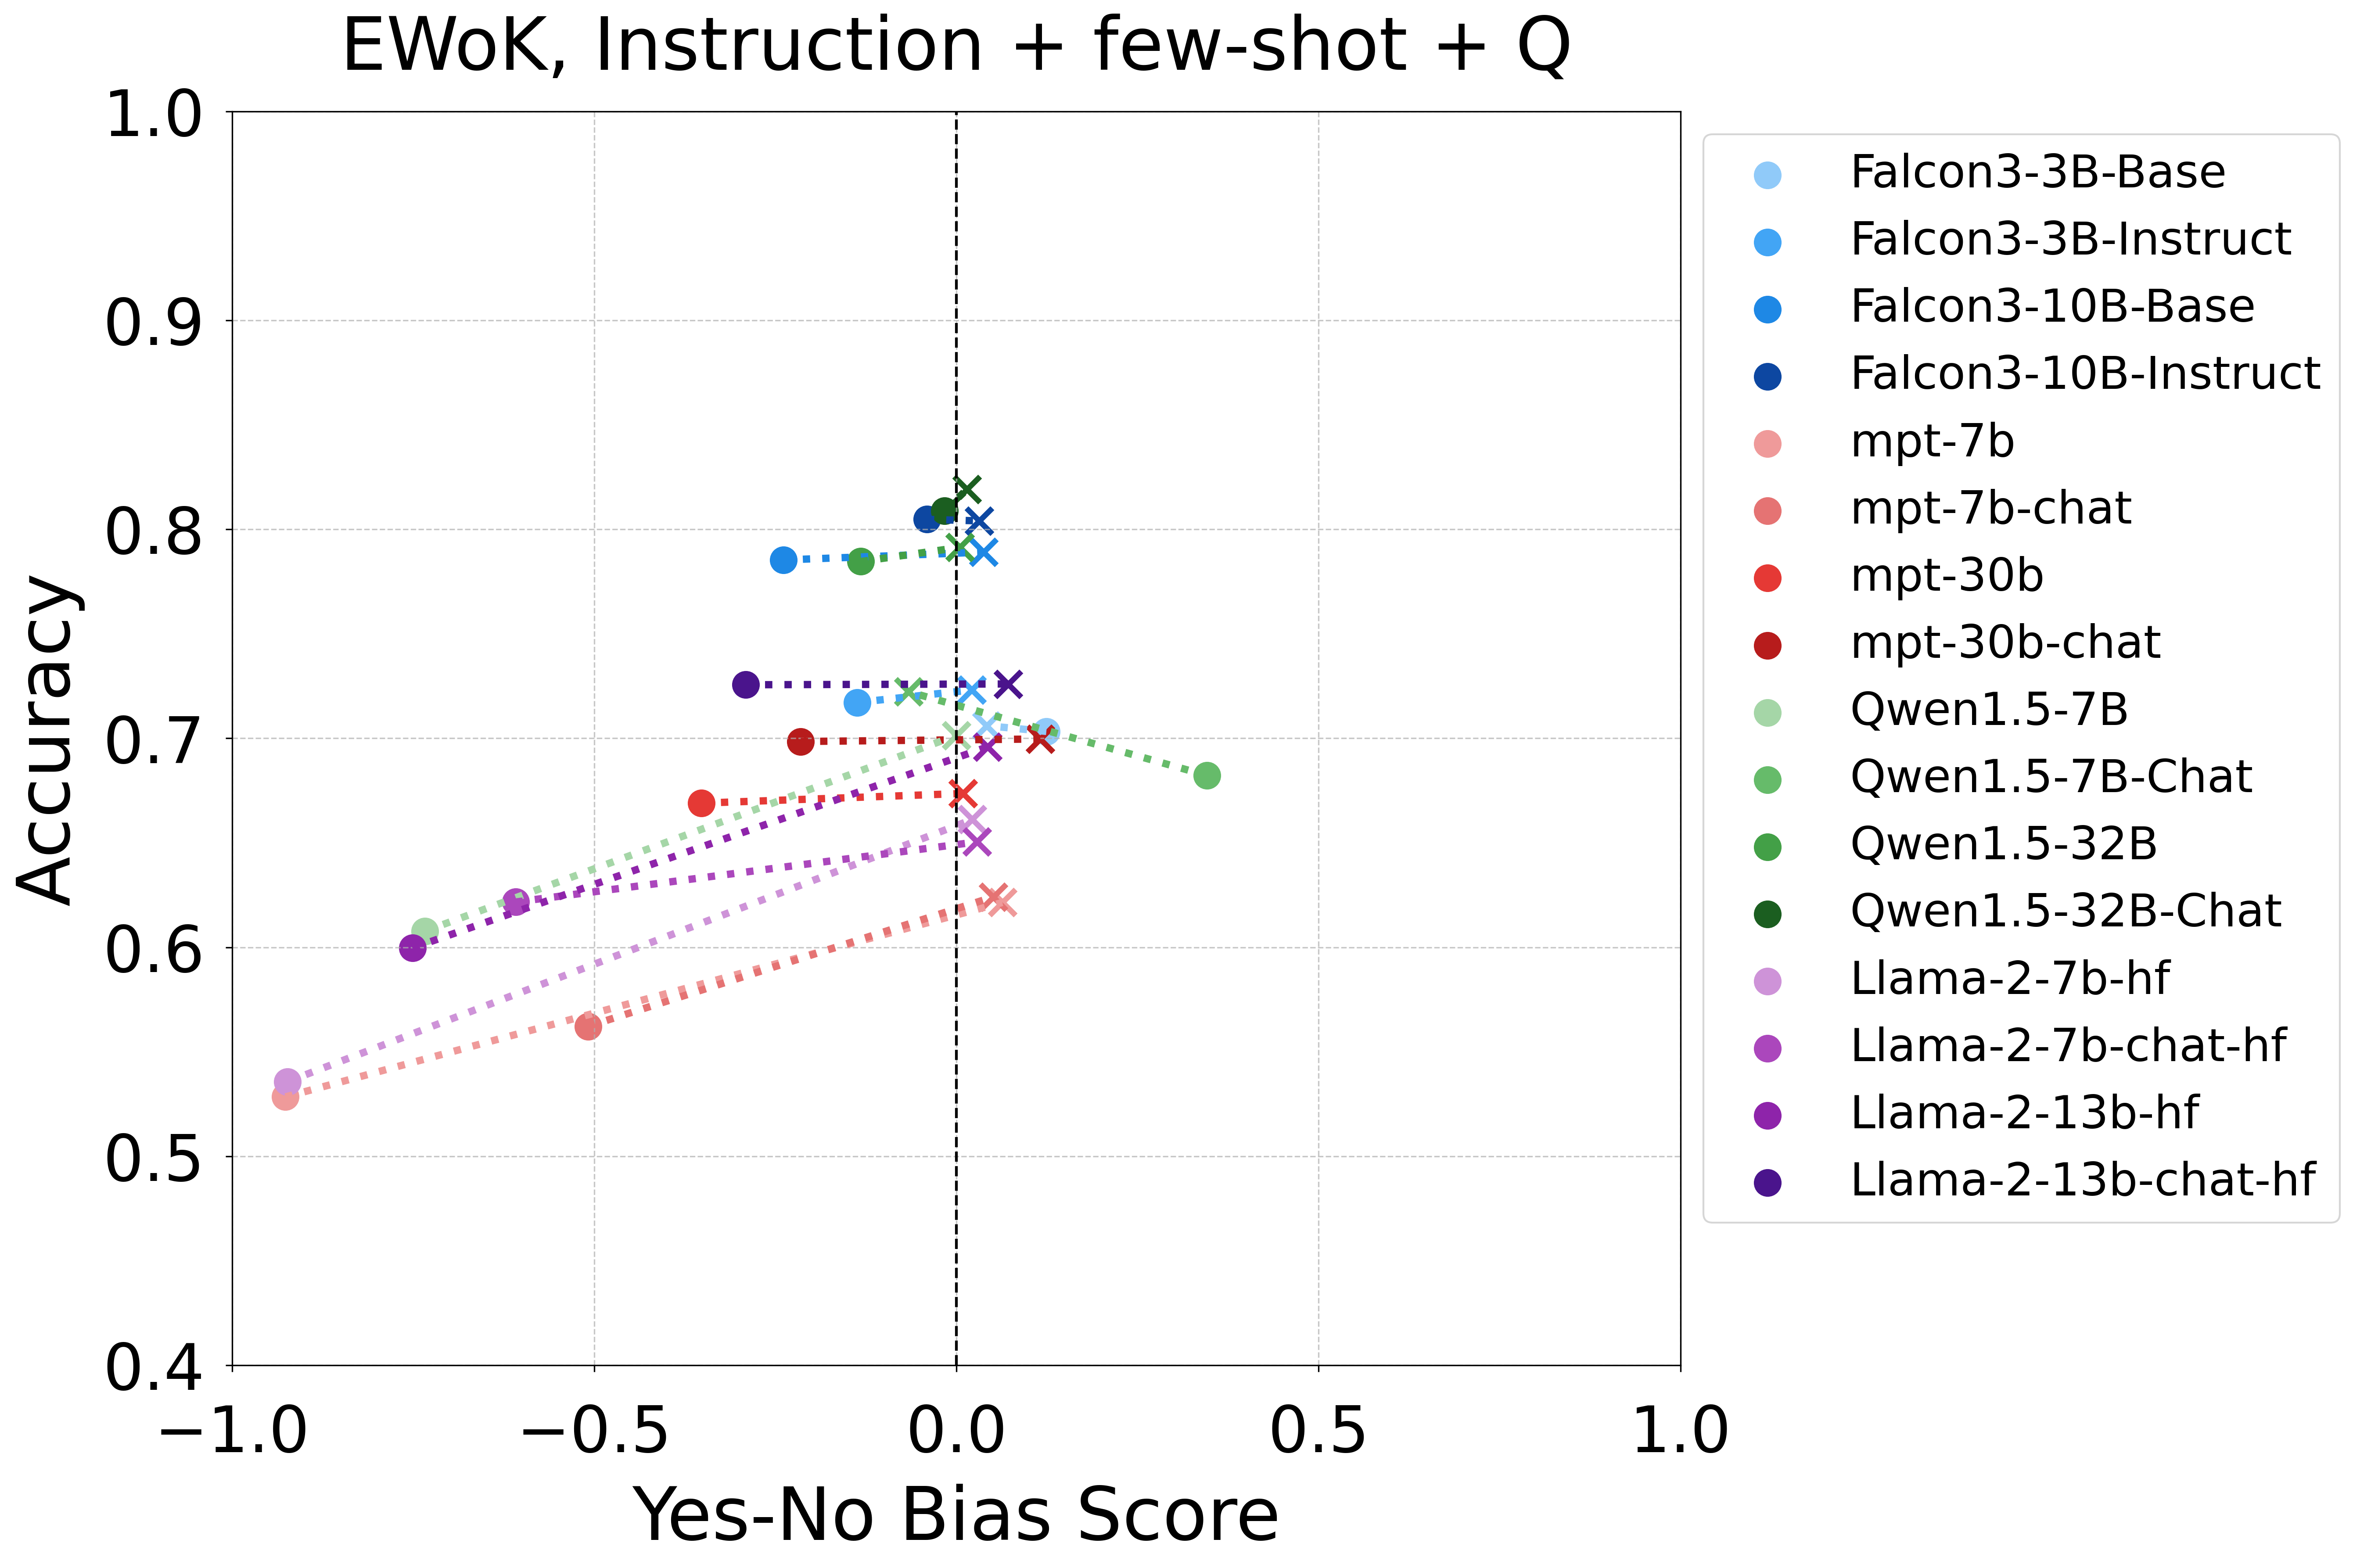 EWoK, Instruction + few-shot + Q
1.0
0.9
0.8
0.7
0.6
0.5
0.4
Accuracy
−1.0
−0.5
0.0
0.5
1.0
Yes-No Bias Score
Falcon3-3B-Base
Falcon3-3B-Instruct
Falcon3-10B-Base
Falcon3-10B-Instruct
mpt-7b
mpt-7b-chat
mpt-30b
mpt-30b-chat
Qwen1.5-7B
Qwen1.5-7B-Chat
Qwen1.5-32B
Qwen1.5-32B-Chat
Llama-2-7b-hf
Llama-2-7b-chat-hf
Llama-2-13b-hf
Llama-2-13b-chat-hf